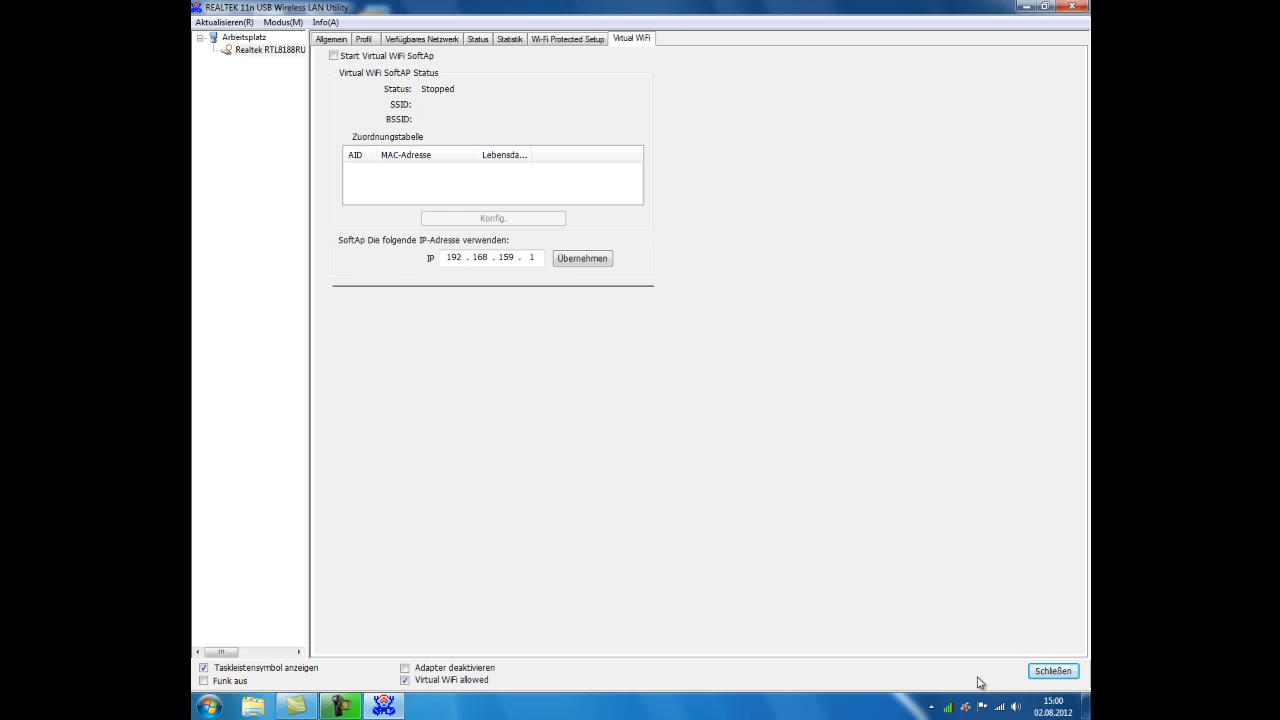 REALTEK 11n USB Wireless LAN Utility
Aktualisieren(R) Modus(M) Info(A)
Arbeitsplatz
Realtek RTL8188RU
Allgemein Profil Verfügbares Netzwerk Status Statistik Wi-Fi Protected Setup Virtual WiFi
Start Virtual WiFi SoftAp
Virtual WiFi SoftAP Status
Status: Stopped
SSID:
BSSID:
Zuordnungstabelle
AID MAC-Adresse Lebensda...
Konfig.
SoftAp Die folgende IP-Adresse verwenden:
IP 192 . 168 . 159 . 1 Übernehmen
Taskleistensymbol anzeigen Adapter deaktivieren
Funk aus Virtual WiFi allowed
Schließen
15:00
02.08.2012